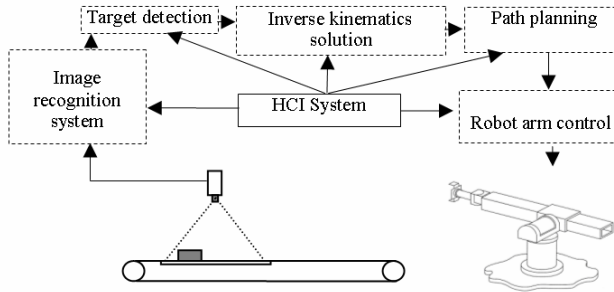 Target detection
Inverse kinematics
solution
Path planning
Image
recognition
system
HCI System
Robot arm control